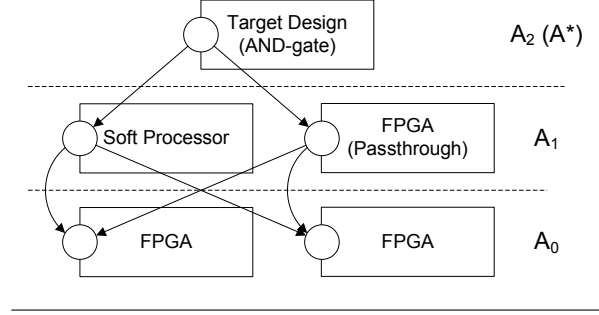 Target Design
(AND-gate)
A2 (A*)
Soft Processor
FPGA
(Passthrough)
A1
FPGA
FPGA
A0